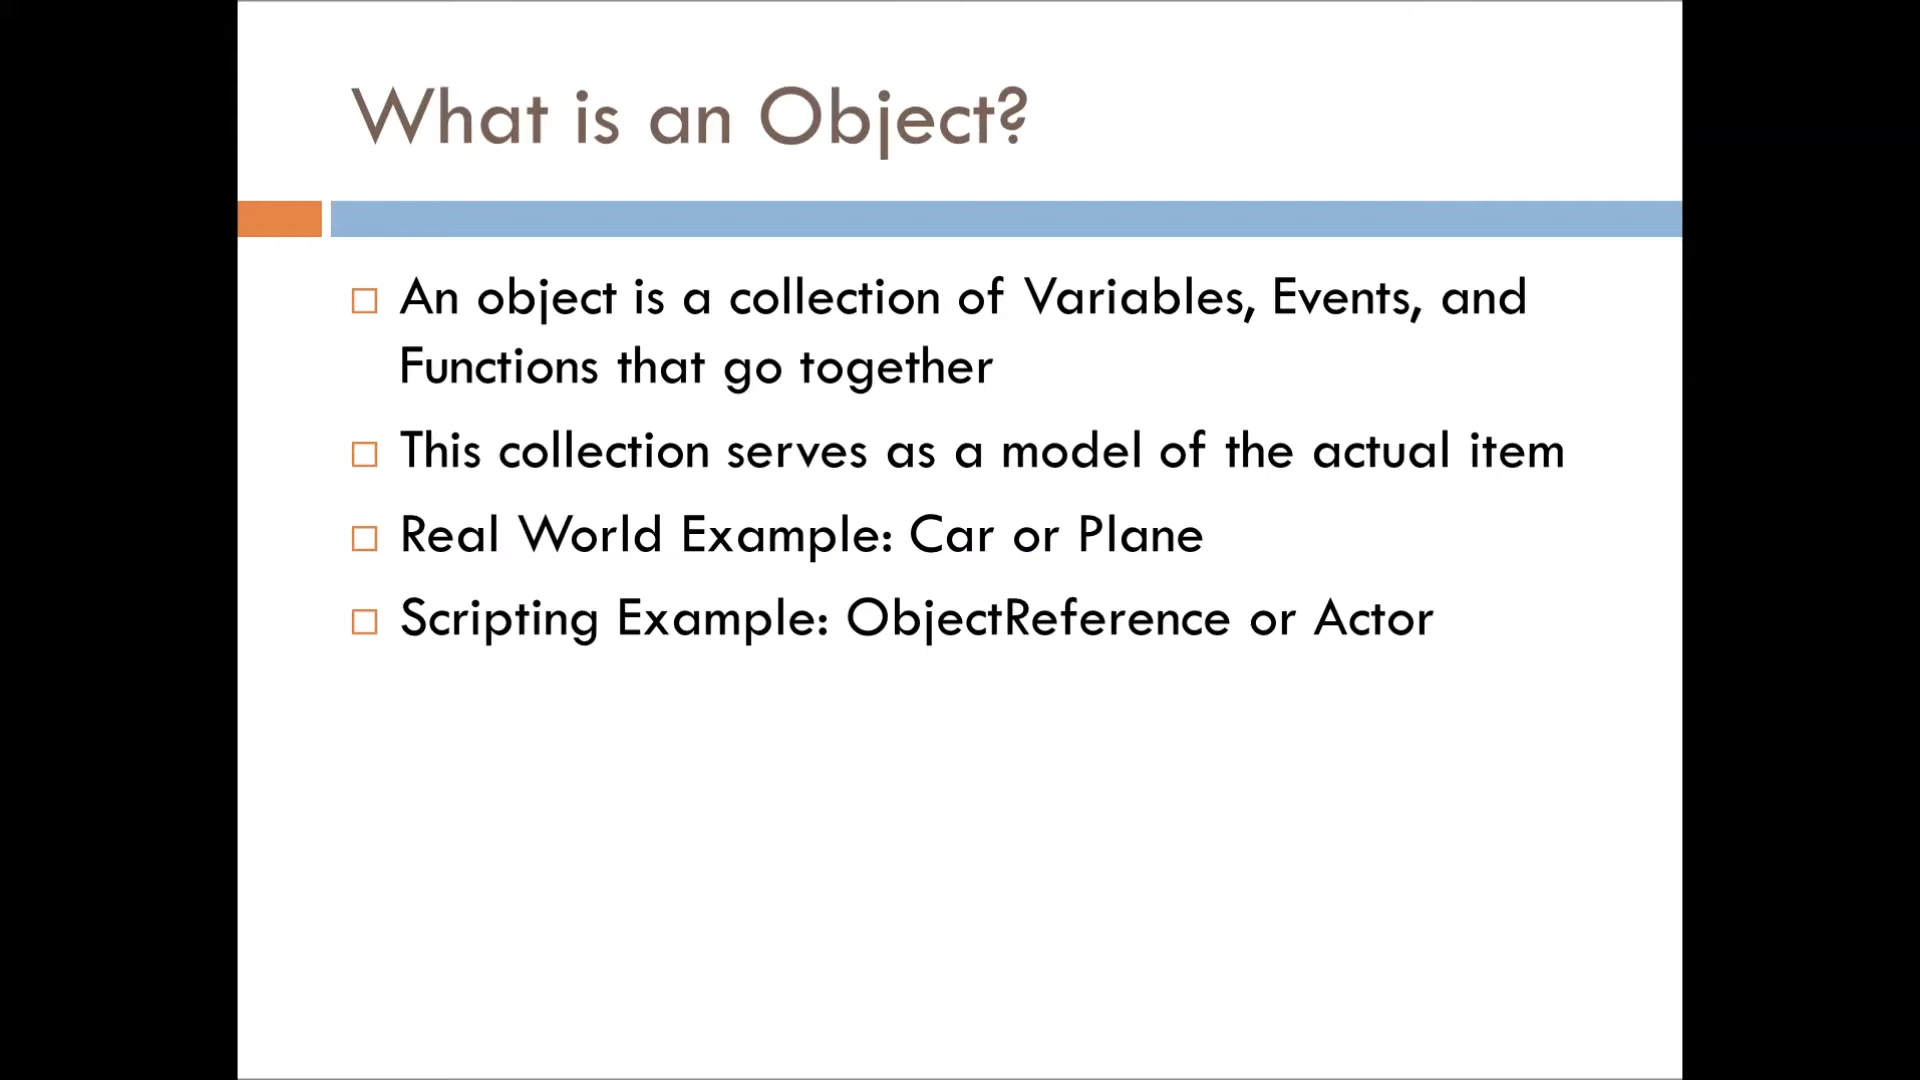 What is an Object?
An object is a collection of Variables, Events, and
Functions that go together
This collection serves as a model of the actual item
Real World Example: Car or Plane
Scripting Example: ObjectReference or Actor